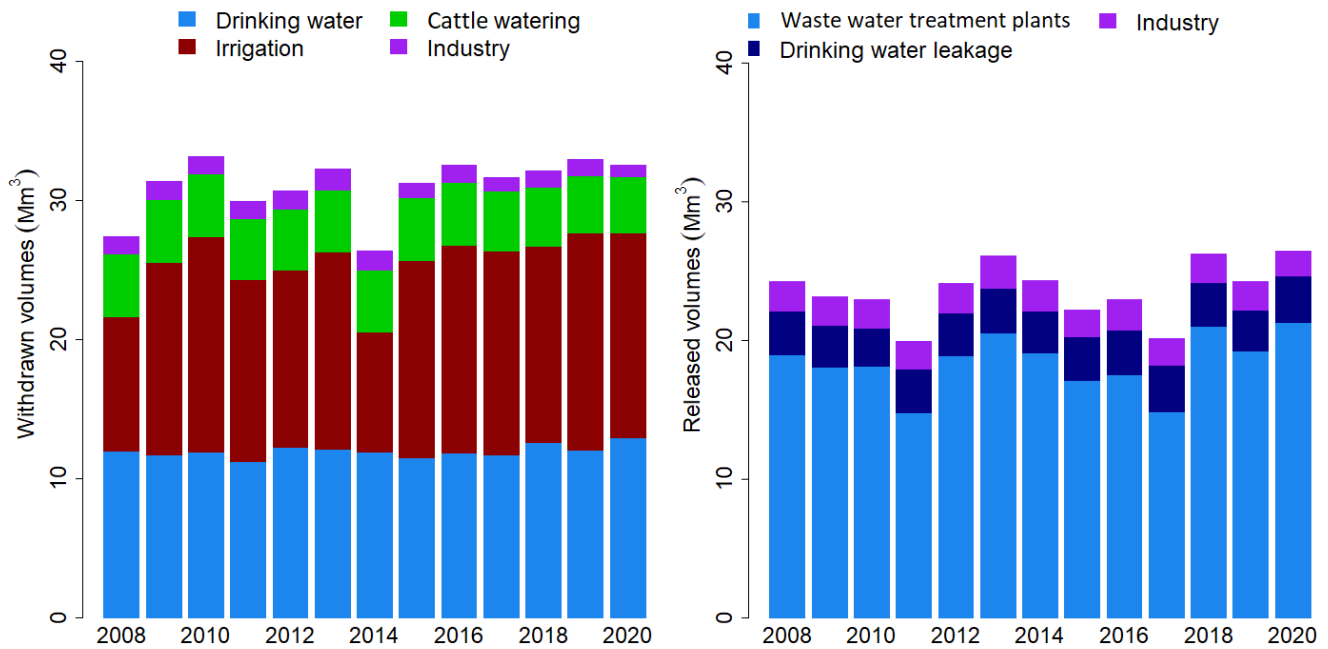 Drinking water
Cattle watering
Irrigation
Industry
Withdrawn volumes (Mm³)
40
30
20
10
0
2008 2010 2012 2014 2016 2018 2020
Waste water treatment plants
Industry
Drinking water leakage
Released volumes (Mm³)
40
30
20
10
0
2008 2010 2012 2014 2016 2018 2020